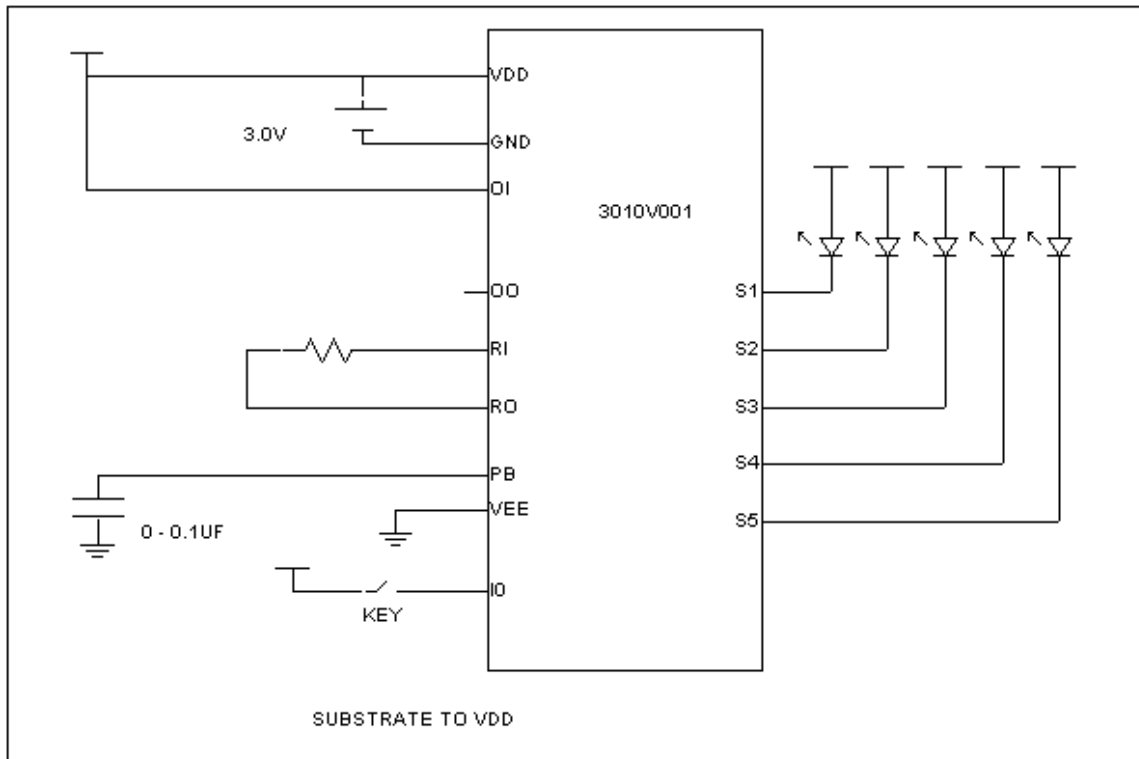 VDD
3.0V
GND
OI
3010V001
OO
S1
RI
S2
RO
S3
S4
PB
VEE
S5
0 - 0.1UF
I0
KEY
SUBSTRATE TO VDD